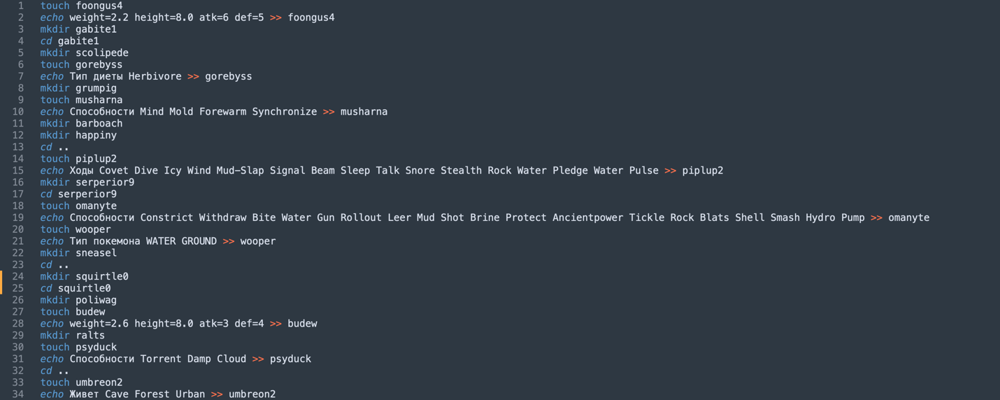 1 touch foongus4
2 echo weight=2.2 height=8.0 atk=6 def=5 >> foongus4
3 mkdir gabite1
4 cd gabite1
5 mkdir scolipede
6 touch gorebyss
7 echo Тип диеты Herbivore >> gorebyss
8 mkdir grumpig
9 touch musharna
10 echo Способности Mind Mold Forewarm Synchronize >> musharna
11 mkdir barboach
12 mkdir happiny
13 cd ..
14 touch piplup2
15 echo Ходы Covet Dive Icy Wind Mud-Slap Signal Beam Sleep Talk Snore Stealth Rock Water Pledge Water Pulse >> piplup2
16 mkdir serperior9
17 cd serperior9
18 touch omanyte
19 echo Способности Constrict Withdraw Bite Water Gun Rollout Leer Mud Shot Brine Protect Ancientpower Tickle Rock Blats Shell Smash Hydro Pump >> omanyte
20 touch wooper
21 echo Тип покемона WATER GROUND >> wooper
22 mkdir sneasel
23 cd ..
24 mkdir squirtle0
25 cd squirtle0
26 mkdir poliwag
27 touch budew
28 echo weight=2.6 height=8.0 atk=3 def=4 >> budew
29 mkdir ralts
30 touch psyduck
31 echo Способности Torrent Damp Cloud >> psyduck
32 cd ..
33 touch umbreon2
34 echo Живет Cave Forest Urban >> umbreon2